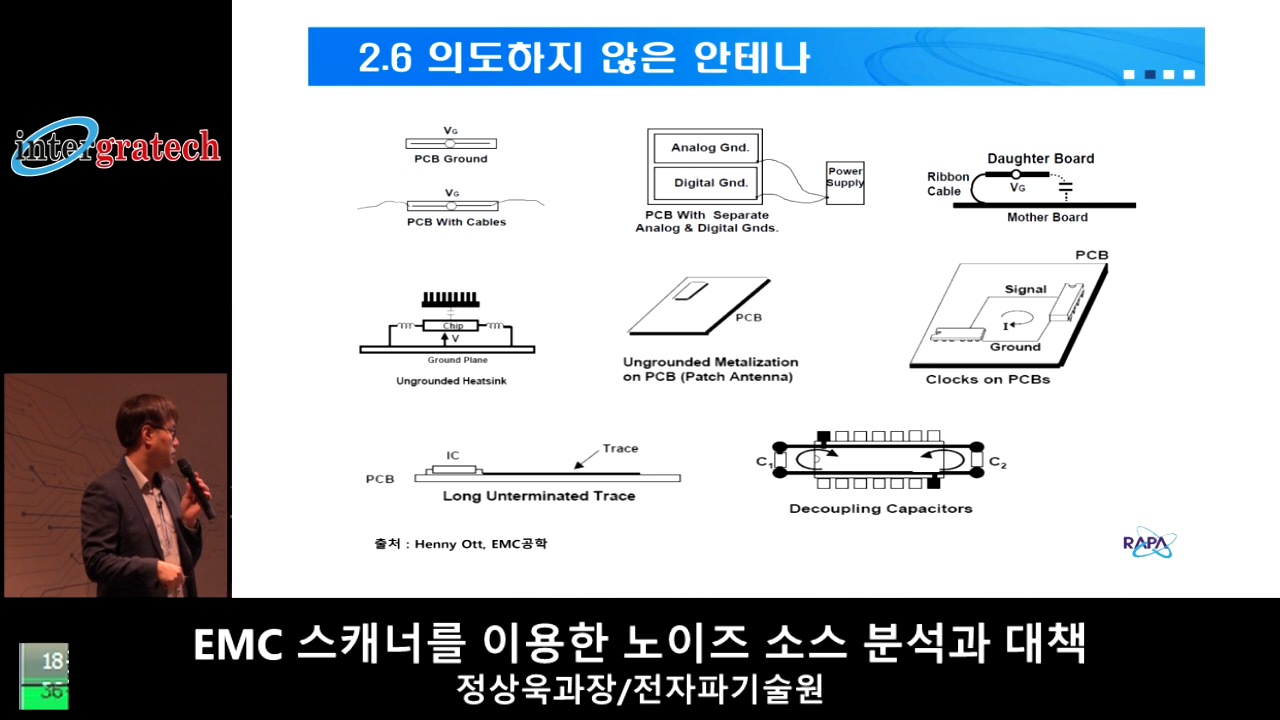 2.6 의도하지 않은 안테나
intergratech
VG
PCB Ground
VG
PCB With Cables
Analog Gnd.
Digital Gnd.
Power
Supply
PCB With Separate
Analog & Digital Gnds.
Daughter Board
Ribbon
Cable
VG
Mother Board
Chip
V
Ground Plane
Ungrounded Heatsink
PCB
Ungrounded Metalization
on PCB (Patch Antenna)
PCB
Signal
I
Ground
Clocks on PCBs
IC
Trace
PCB
Long Unterminated Trace
C1
C2
Decoupling Capacitors
출처 : Henny Ott, EMC공학
RAPA
EMC 스캐너를 이용한 노이즈 소스 분석과 대책
정상욱과장/전자파기술원
18
36